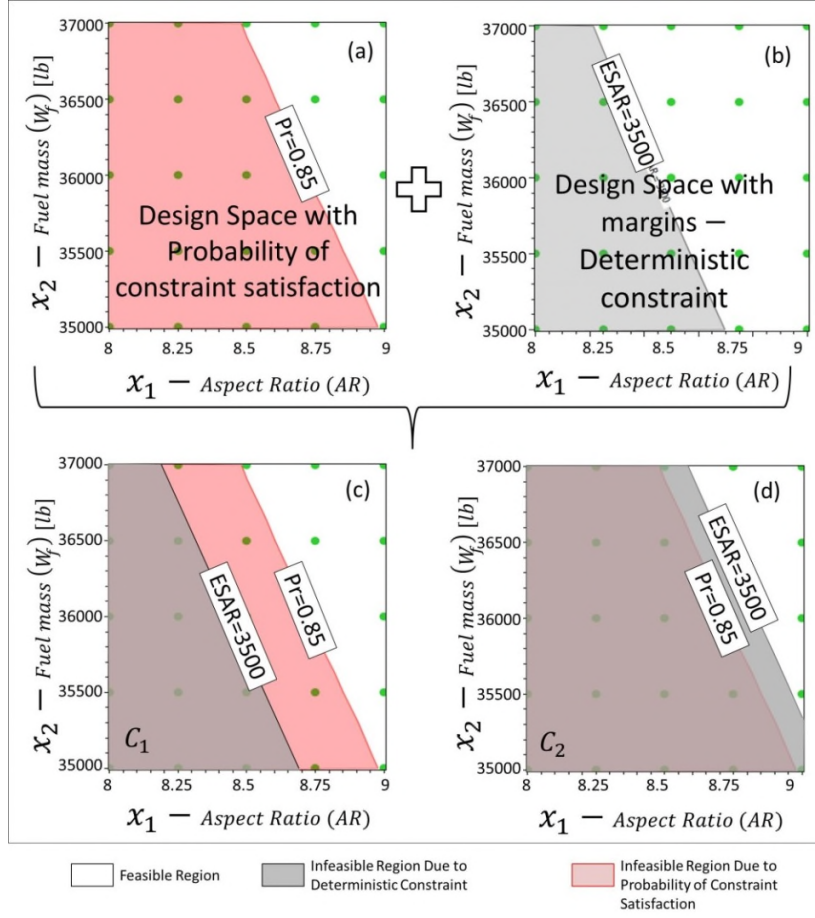 (a)
37000
36500
36000
35500
35000
x₂ − Fuel mass (W_f) [lb]
Pr=0.85
Design Space with
Probability of
constraint satisfaction
8 8.25 8.5 8.75 9
x₁ − Aspect Ratio (AR)
(b)
37000
36500
36000
35500
35000
x₂ − Fuel mass (W_f) [lb]
ESAR=3500
Design Space with
margins −
Deterministic
constraint
8 8.25 8.5 8.75 9
x₁ − Aspect Ratio (AR)
(c)
37000
36500
36000
35500
35000
x₂ − Fuel mass (W_f) [lb]
ESAR=3500
Pr=0.85
C₁
8 8.25 8.5 8.75 9
x₁ − Aspect Ratio (AR)
(d)
37000
36500
36000
35500
35000
x₂ − Fuel mass (W_f) [lb]
ESAR=3500
Pr=0.85
C₂
8 8.25 8.5 8.75 9
x₁ − Aspect Ratio (AR)
Feasible Region
Infeasible Region Due to
Deterministic Constraint
Infeasible Region Due to
Probability of Constraint
Satisfaction